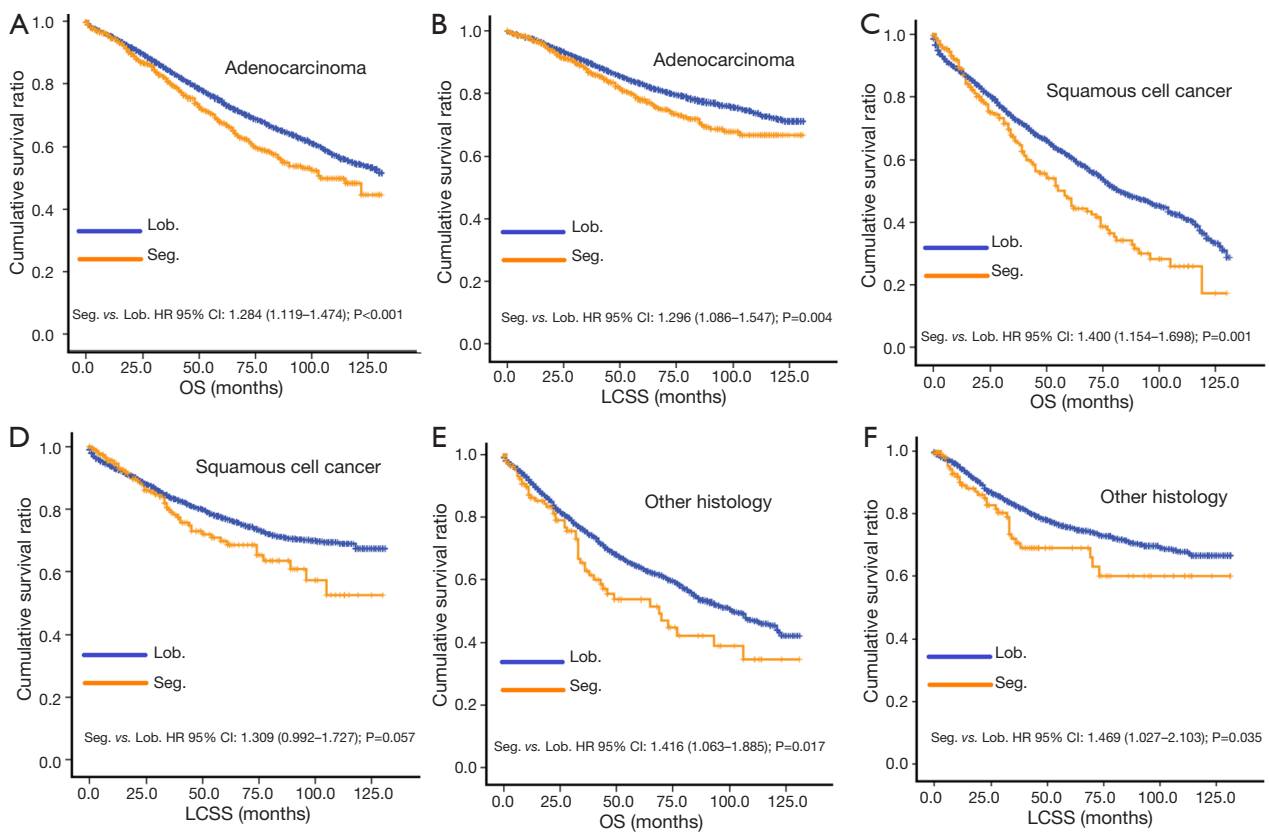 A
Adenocarcinoma
Cumulative survival ratio
1.0
0.8
0.6
0.4
0.2
0.0
Lob.
Seg.
Seg. vs. Lob. HR 95% CI: 1.284 (1.119–1.474); P<0.001
0.0 25.0 50.0 75.0 100.0 125.0
OS (months)
B
Adenocarcinoma
Cumulative survival ratio
1.0
0.8
0.6
0.4
0.2
0.0
Lob.
Seg.
Seg. vs. Lob. HR 95% CI: 1.296 (1.086–1.547); P=0.004
0.0 25.0 50.0 75.0 100.0 125.0
LCSS (months)
C
Squamous cell cancer
Cumulative survival ratio
1.0
0.8
0.6
0.4
0.2
0.0
Lob.
Seg.
Seg. vs. Lob. HR 95% CI: 1.400 (1.154–1.698); P=0.001
0.0 25.0 50.0 75.0 100.0 125.0
OS (months)
D
Squamous cell cancer
Cumulative survival ratio
1.0
0.8
0.6
0.4
0.2
0.0
Lob.
Seg.
Seg. vs. Lob. HR 95% CI: 1.309 (0.992–1.727); P=0.057
0.0 25.0 50.0 75.0 100.0 125.0
LCSS (months)
E
Other histology
Cumulative survival ratio
1.0
0.8
0.6
0.4
0.2
0.0
Lob.
Seg.
Seg. vs. Lob. HR 95% CI: 1.416 (1.063–1.885); P=0.017
0.0 25.0 50.0 75.0 100.0 125.0
OS (months)
F
Other histology
Cumulative survival ratio
1.0
0.8
0.6
0.4
0.2
0.0
Lob.
Seg.
Seg. vs. Lob. HR 95% CI: 1.469 (1.027–2.103); P=0.035
0.0 25.0 50.0 75.0 100.0 125.0
LCSS (months)